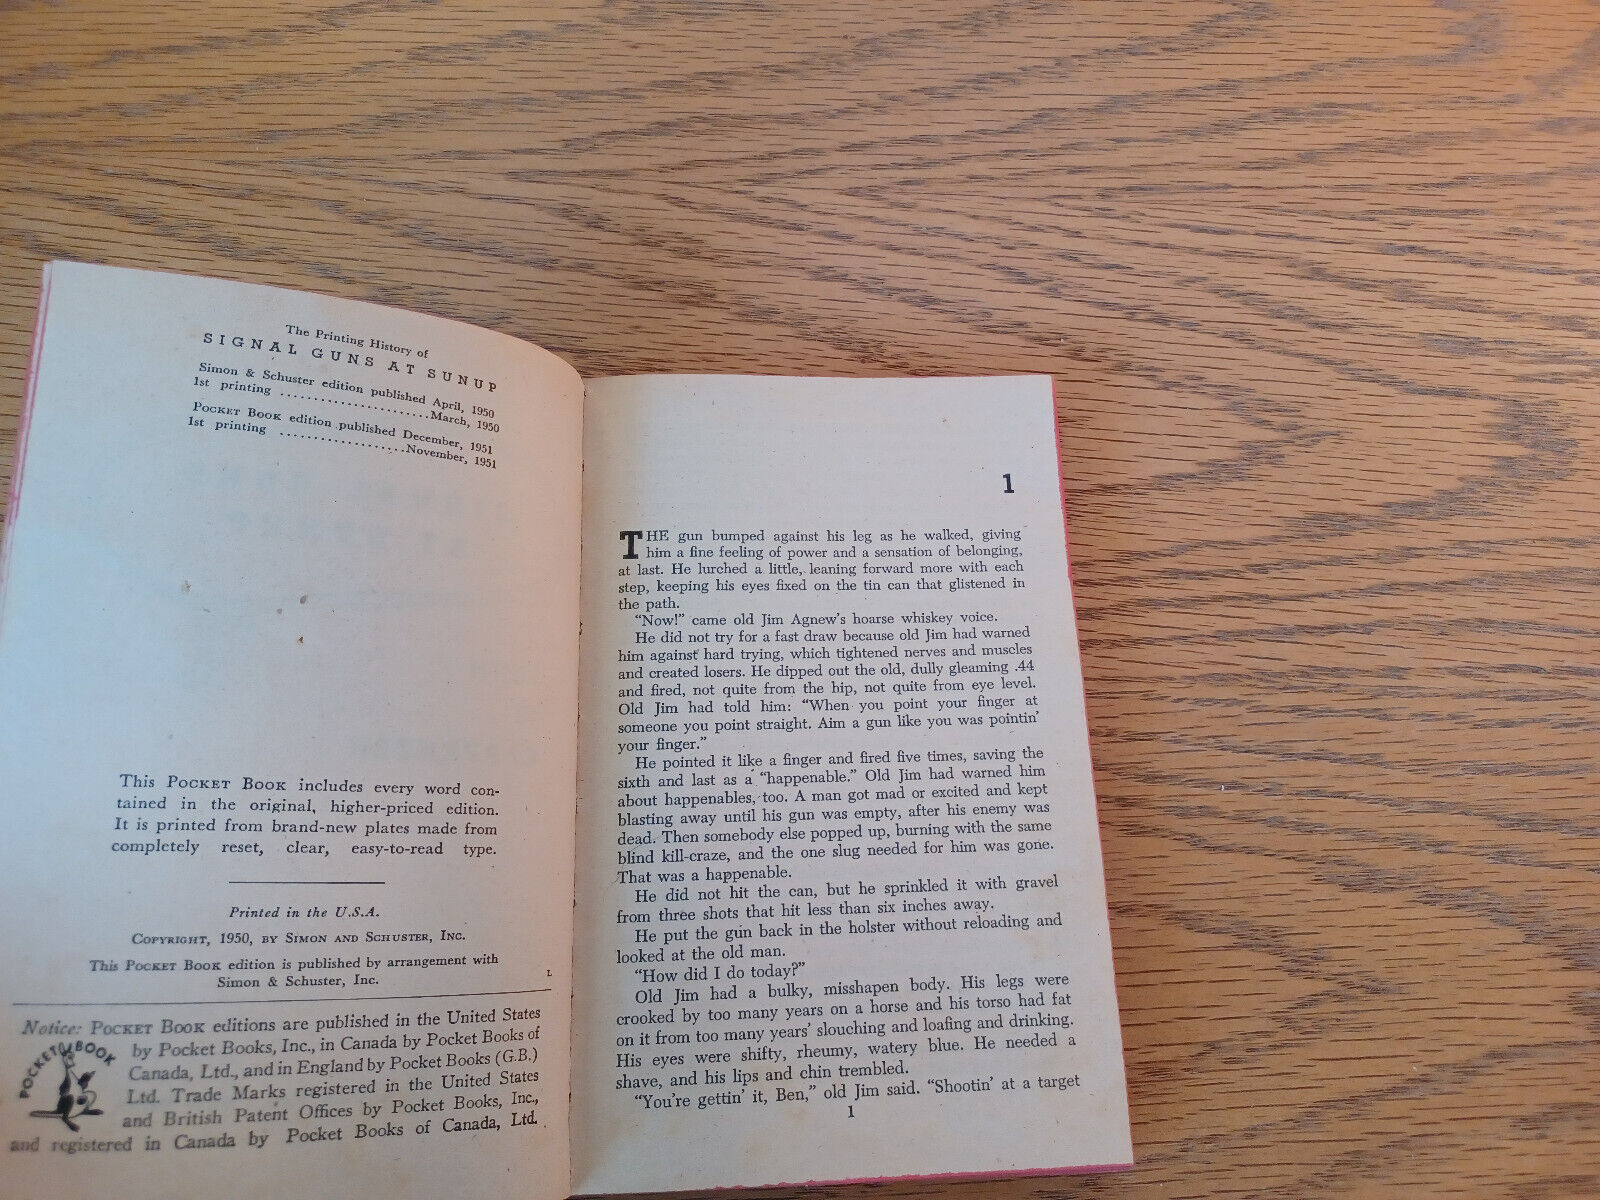 The Printing History of
SIGNAL GUNS AT SUNUP
Simon & Schuster edition published April, 1950
1st printing ......................March, 1950
POCKET BOOK edition published December, 1951
1st printing ...................November, 1951
This POCKET BOOK includes every word con-
tained in the original, higher-priced edition.
It is printed from brand-new plates made from
completely reset, clear, easy-to-read type.
Printed in the U.S.A.
COPYRIGHT, 1950, BY SIMON AND SCHUSTER, INC.
This POCKET BOOK edition is published by arrangement with
Simon & Schuster, Inc.
L
Notice: POCKET BOOK editions are published in the United States
by Pocket Books, Inc., in Canada by Pocket Books of
Canada, Ltd., and in England by Pocket Books (G.B.)
Ltd. Trade Marks registered in the United States
and British Patent Offices by Pocket Books, Inc.,
and registered in Canada by Pocket Books of Canada, Ltd.
POCKET BOOK
1
THE gun bumped against his leg as he walked, giving
him a fine feeling of power and a sensation of belonging,
at last. He lurched a little, leaning forward more with each
step, keeping his eyes fixed on the tin can that glistened in
the path.
"Now!" came old Jim Agnew's hoarse whiskey voice.
He did not try for a fast draw because old Jim had warned
him against hard trying, which tightened nerves and muscles
and created losers. He dipped out the old, dully gleaming .44
and fired, not quite from the hip, not quite from eye level.
Old Jim had told him: "When you point your finger at
someone you point straight. Aim a gun like you was pointin'
your finger."
He pointed it like a finger and fired five times, saving the
sixth and last as a "happenable." Old Jim had warned him
about happenables, too. A man got mad or excited and kept
blasting away until his gun was empty, after his enemy was
dead. Then somebody else popped up, burning with the same
blind kill-craze, and the one slug needed for him was gone.
That was a happenable.
He did not hit the can, but he sprinkled it with gravel
from three shots that hit less than six inches away.
He put the gun back in the holster without reloading and
looked at the old man.
"How did I do today?"
Old Jim had a bulky, misshapen body. His legs were
crooked by too many years on a horse and his torso had fat
on it from too many years' slouching and loafing and drinking.
His eyes were shifty, rheumy, watery blue. He needed a
shave, and his lips and chin trembled.
"You're gettin' it, Ben," old Jim said. "Shootin' at a target
1